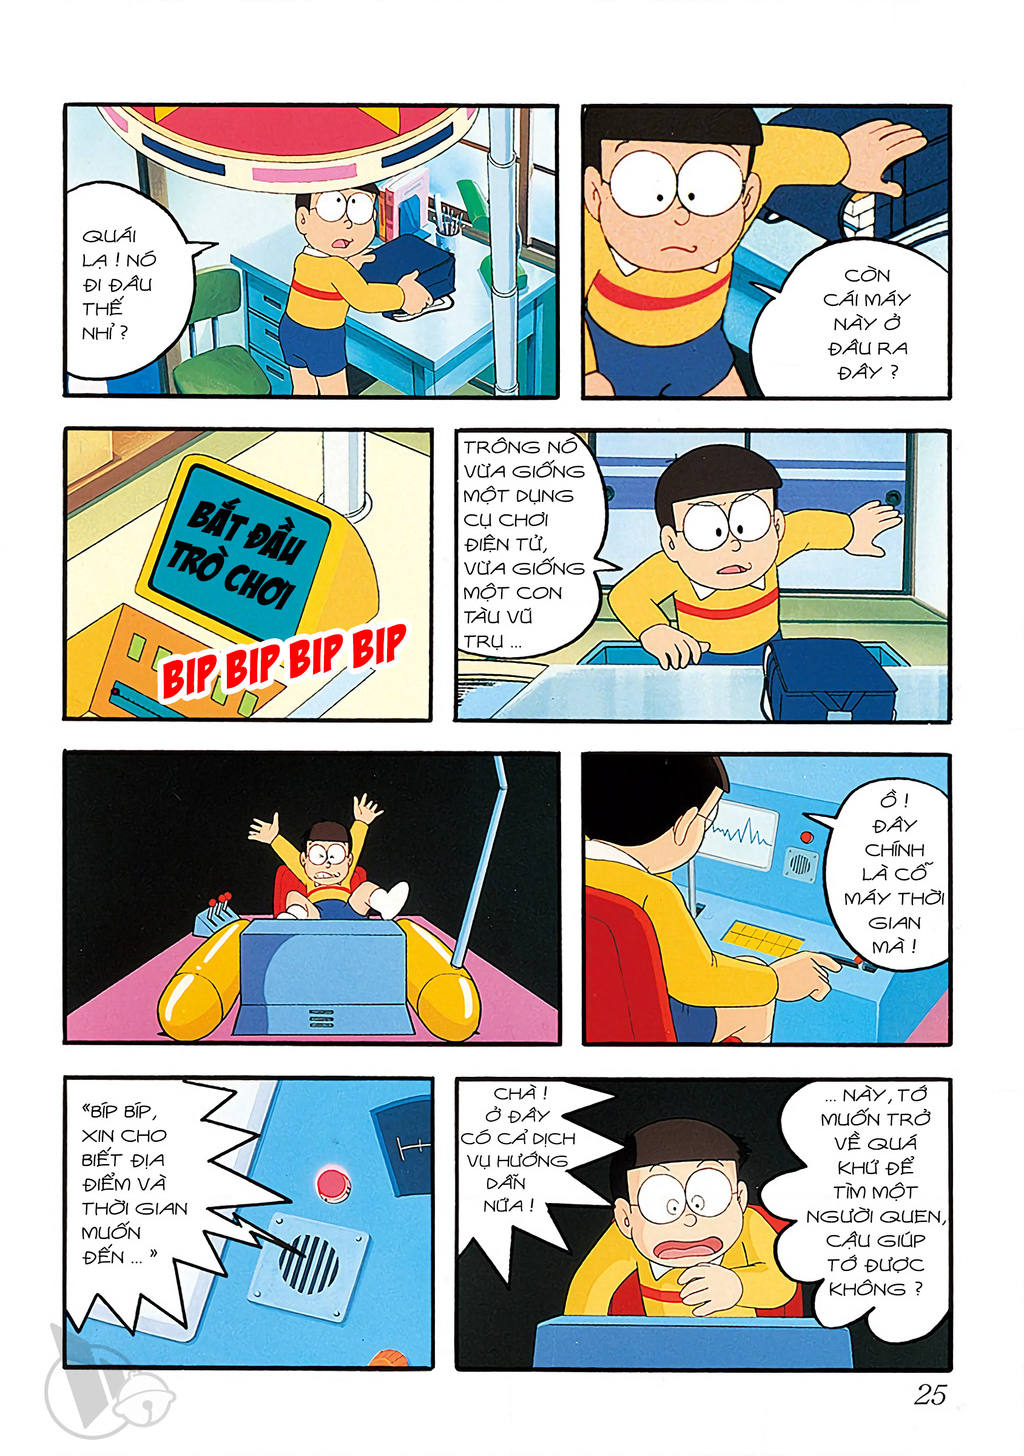 QUÁI
LẠ ! NÓ
ĐI ĐÂU
THẾ
NHỈ ?
CÒN
CÁI MÁY
NÀY Ở
ĐÂU RA
ĐÂY ?
BẮT ĐẦU
TRÒ CHƠI
BIP BIP BIP BIP
TRÔNG NÓ
VỪA GIỐNG
MỘT DỤNG
CỤ CHƠI
ĐIỆN TỬ,
VỪA GIỐNG
MỘT CON
TÀU VŨ
TRỤ ...
Ồ !
ĐÂY
CHÍNH
LÀ CỖ
MÁY THỜI
GIAN
MÀ !
“BÍP BÍP,
XIN CHO
BIẾT ĐỊA
ĐIỂM VÀ
THỜI GIAN
MUỐN
ĐẾN ...”
CHÀ !
Ở ĐÂY
CÓ CẢ DỊCH
VỤ HƯỚNG
DẪN
NỮA !
... NÀY, TỚ
MUỐN TRỞ
VỀ QUÁ
KHỨ ĐỂ
TÌM MỘT
NGƯỜI QUEN,
CẬU GIÚP
TỚ ĐƯỢC
KHÔNG ?
25